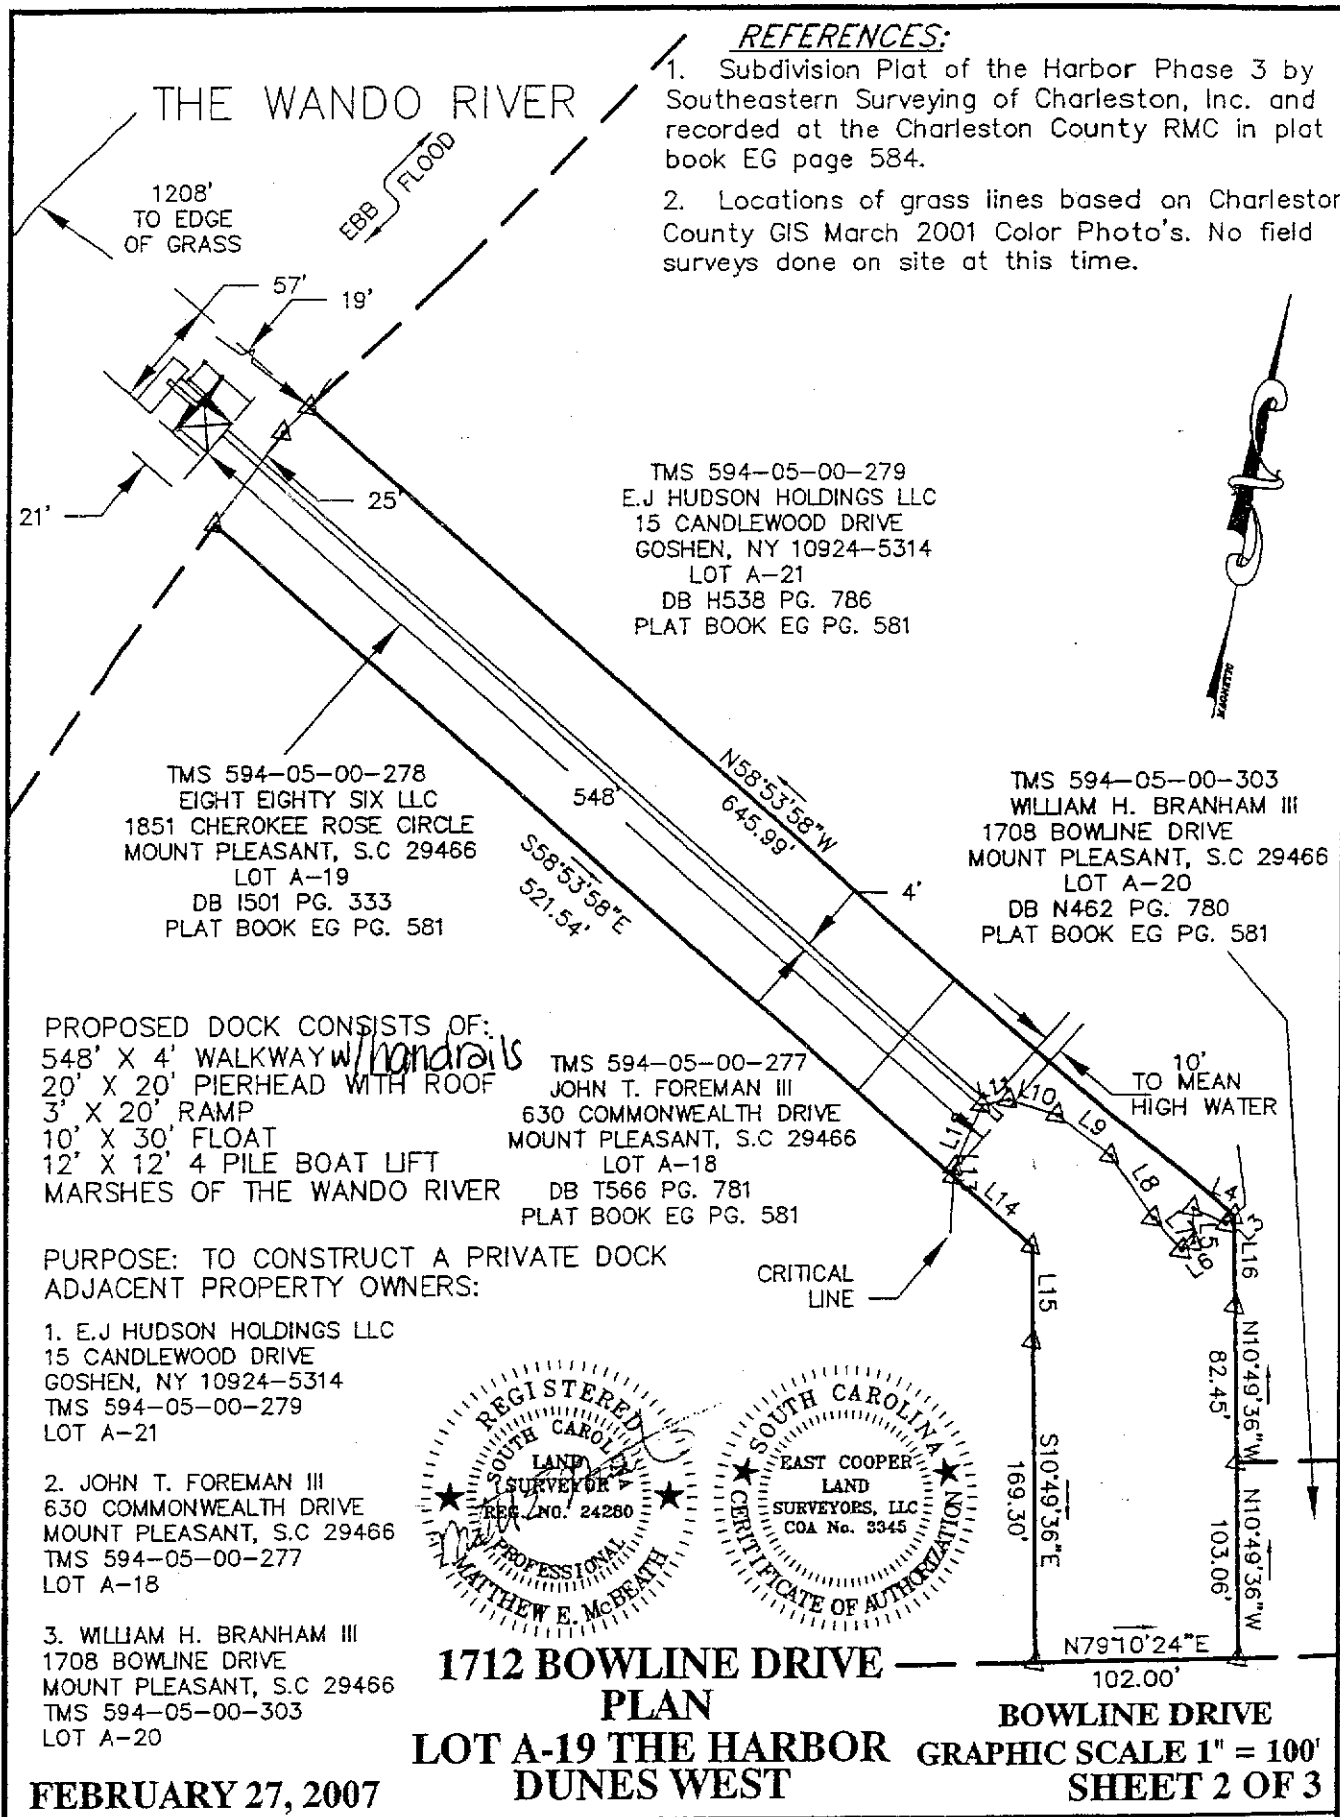 REFERENCES:
1. Subdivision Plat of the Harbor Phase 3 by
Southeastern Surveying of Charleston, Inc. and
recorded at the Charleston County RMC in plat
book EG page 584.
2. Locations of grass lines based on Charleston
County GIS March 2001 Color Photo's. No field
surveys done on site at this time.
THE WANDO RIVER
EBB
FLOOD
1208'
TO EDGE
OF GRASS
57'
19'
25'
21'
TMS 594-05-00-279
E.J HUDSON HOLDINGS LLC
15 CANDLEWOOD DRIVE
GOSHEN, NY 10924-5314
LOT A-21
DB H538 PG. 786
PLAT BOOK EG PG. 581
TMS 594-05-00-278
EIGHT EIGHTY SIX LLC
1851 CHEROKEE ROSE CIRCLE
MOUNT PLEASANT, S.C 29466
LOT A-19
DB I501 PG. 333
PLAT BOOK EG PG. 581
548'
N58°53'58"W
645.99'
S58°53'58"E
521.54'
4'
TMS 594-05-00-303
WILLIAM H. BRANHAM III
1708 BOWLINE DRIVE
MOUNT PLEASANT, S.C 29466
LOT A-20
DB N462 PG. 780
PLAT BOOK EG PG. 581
PROPOSED DOCK CONSISTS OF:
548' X 4' WALKWAY w/handrails
20' X 20' PIERHEAD WITH ROOF
3' X 20' RAMP
10' X 30' FLOAT
12' X 12' 4 PILE BOAT LIFT
MARSHES OF THE WANDO RIVER
TMS 594-05-00-277
JOHN T. FOREMAN III
630 COMMONWEALTH DRIVE
MOUNT PLEASANT, S.C 29466
LOT A-18
DB T566 PG. 781
PLAT BOOK EG PG. 581
10'
TO MEAN
HIGH WATER
L11
L10
L9
L8
L4
L5
L6
L7
L13
L14
L15
L16
CRITICAL
LINE
PURPOSE: TO CONSTRUCT A PRIVATE DOCK
ADJACENT PROPERTY OWNERS:
1. E.J HUDSON HOLDINGS LLC
15 CANDLEWOOD DRIVE
GOSHEN, NY 10924-5314
TMS 594-05-00-279
LOT A-21
2. JOHN T. FOREMAN III
630 COMMONWEALTH DRIVE
MOUNT PLEASANT, S.C 29466
TMS 594-05-00-277
LOT A-18
3. WILLIAM H. BRANHAM III
1708 BOWLINE DRIVE
MOUNT PLEASANT, S.C 29466
TMS 594-05-00-303
LOT A-20
REGISTERED
SOUTH CAROLINA
LAND
SURVEYOR
REG. NO. 24280
PROFESSIONAL
MATTHEW E. McBEATH
SOUTH CAROLINA
EAST COOPER
LAND
SURVEYORS, LLC
COA No. 3345
CERITIFICATE OF AUTHORIZATION
N10°49'36"W
82.45'
S10°49'36"E
169.30'
N10°49'36"W
103.06'
N79°10'24"E
102.00'
1712 BOWLINE DRIVE
PLAN
LOT A-19 THE HARBOR
DUNES WEST
BOWLINE DRIVE
GRAPHIC SCALE 1" = 100'
SHEET 2 OF 3
FEBRUARY 27, 2007